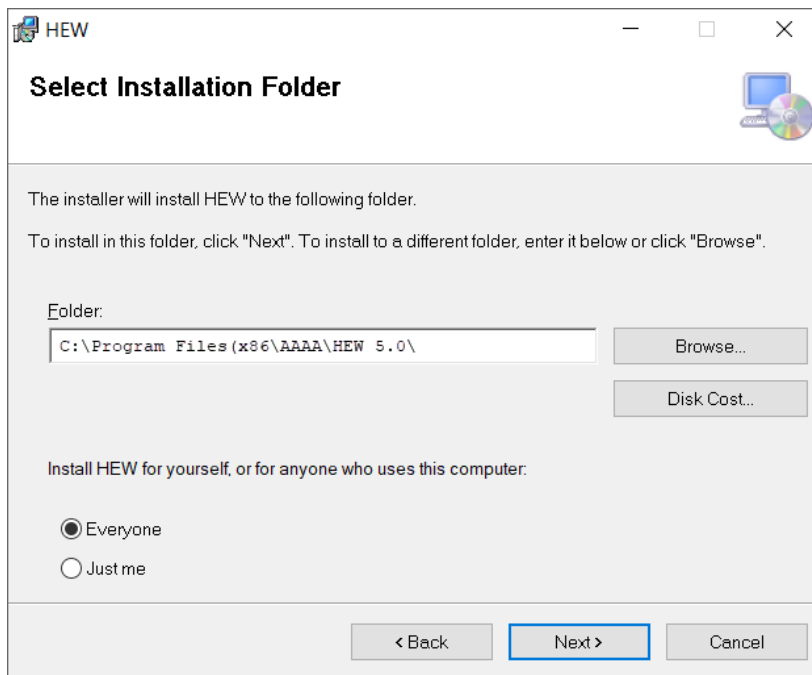 HEW
Select Installation Folder
The installer will install HEW to the following folder.
To install in this folder, click "Next". To install to a different folder, enter it below or click "Browse".
Folder:
C:\Program Files(x86\AAAA\HEW 5.0\
Browse...
Disk Cost...
Install HEW for yourself, or for anyone who uses this computer:
Everyone
Just me
< Back
Next >
Cancel